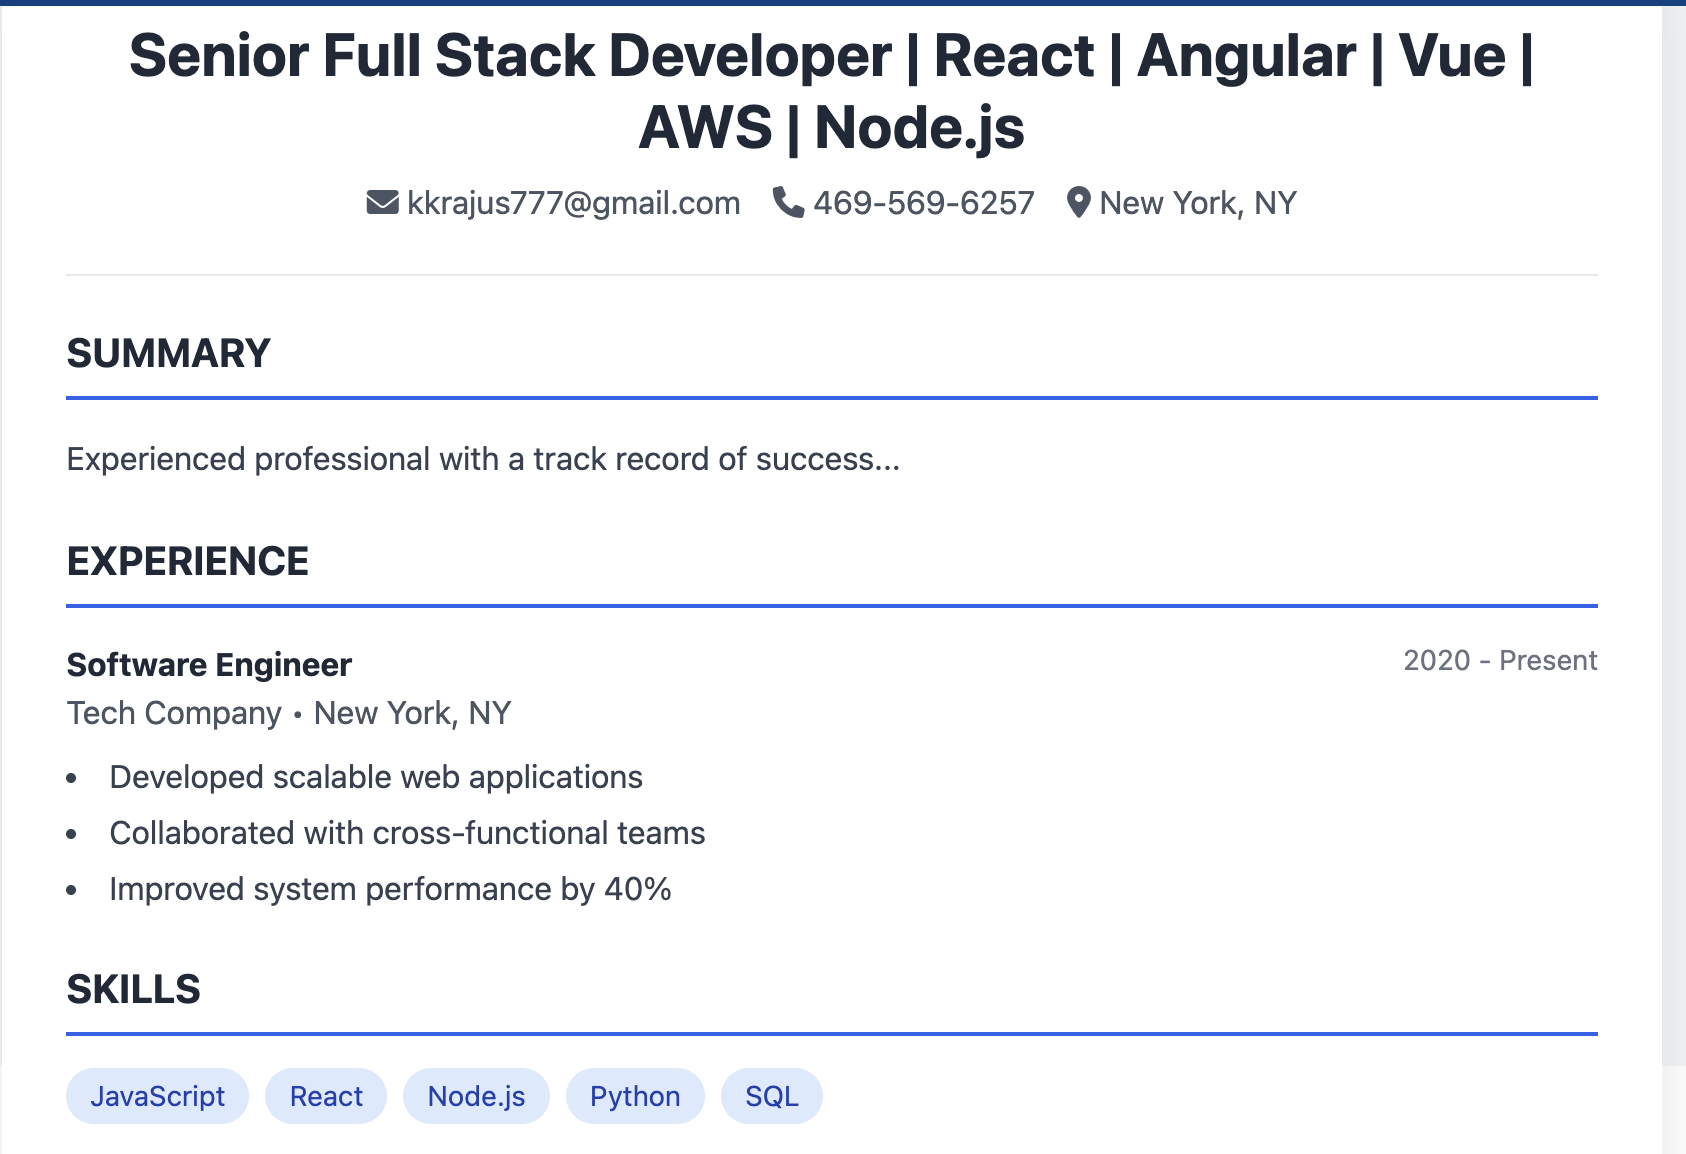 Senior Full Stack Developer | React | Angular | Vue |
AWS | Node.js
kkrajus777@gmail.com 469-569-6257 New York, NY
SUMMARY
Experienced professional with a track record of success...
EXPERIENCE
Software Engineer 2020 - Present
Tech Company • New York, NY
• Developed scalable web applications
• Collaborated with cross-functional teams
• Improved system performance by 40%
SKILLS
JavaScript React Node.js Python SQL